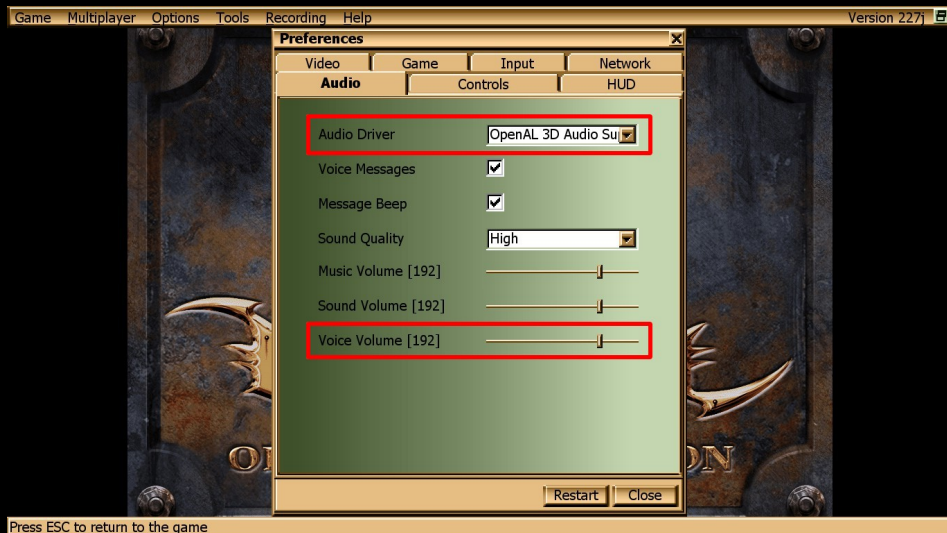 Game Multiplayer Options Tools Recording Help Version 227j
Preferences
Video Game Input Network
Audio Controls HUD
Audio Driver OpenAL 3D Audio Su
Voice Messages
Message Beep
Sound Quality High
Music Volume [192]
Sound Volume [192]
Voice Volume [192]
Restart Close
Press ESC to return to the game